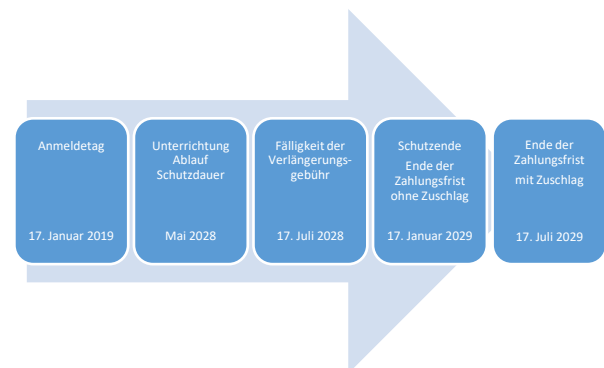 Anmeldetag
17. Januar 2019
Unterrichtung
Ablauf
Schutzdauer
Mai 2028
Fälligkeit der
Verlängerungs-
gebühr
17. Juli 2028
Schutzende
Ende der
Zahlungsfrist
ohne Zuschlag
17. Januar 2029
Ende der
Zahlungsfrist
mit Zuschlag
17. Juli 2029